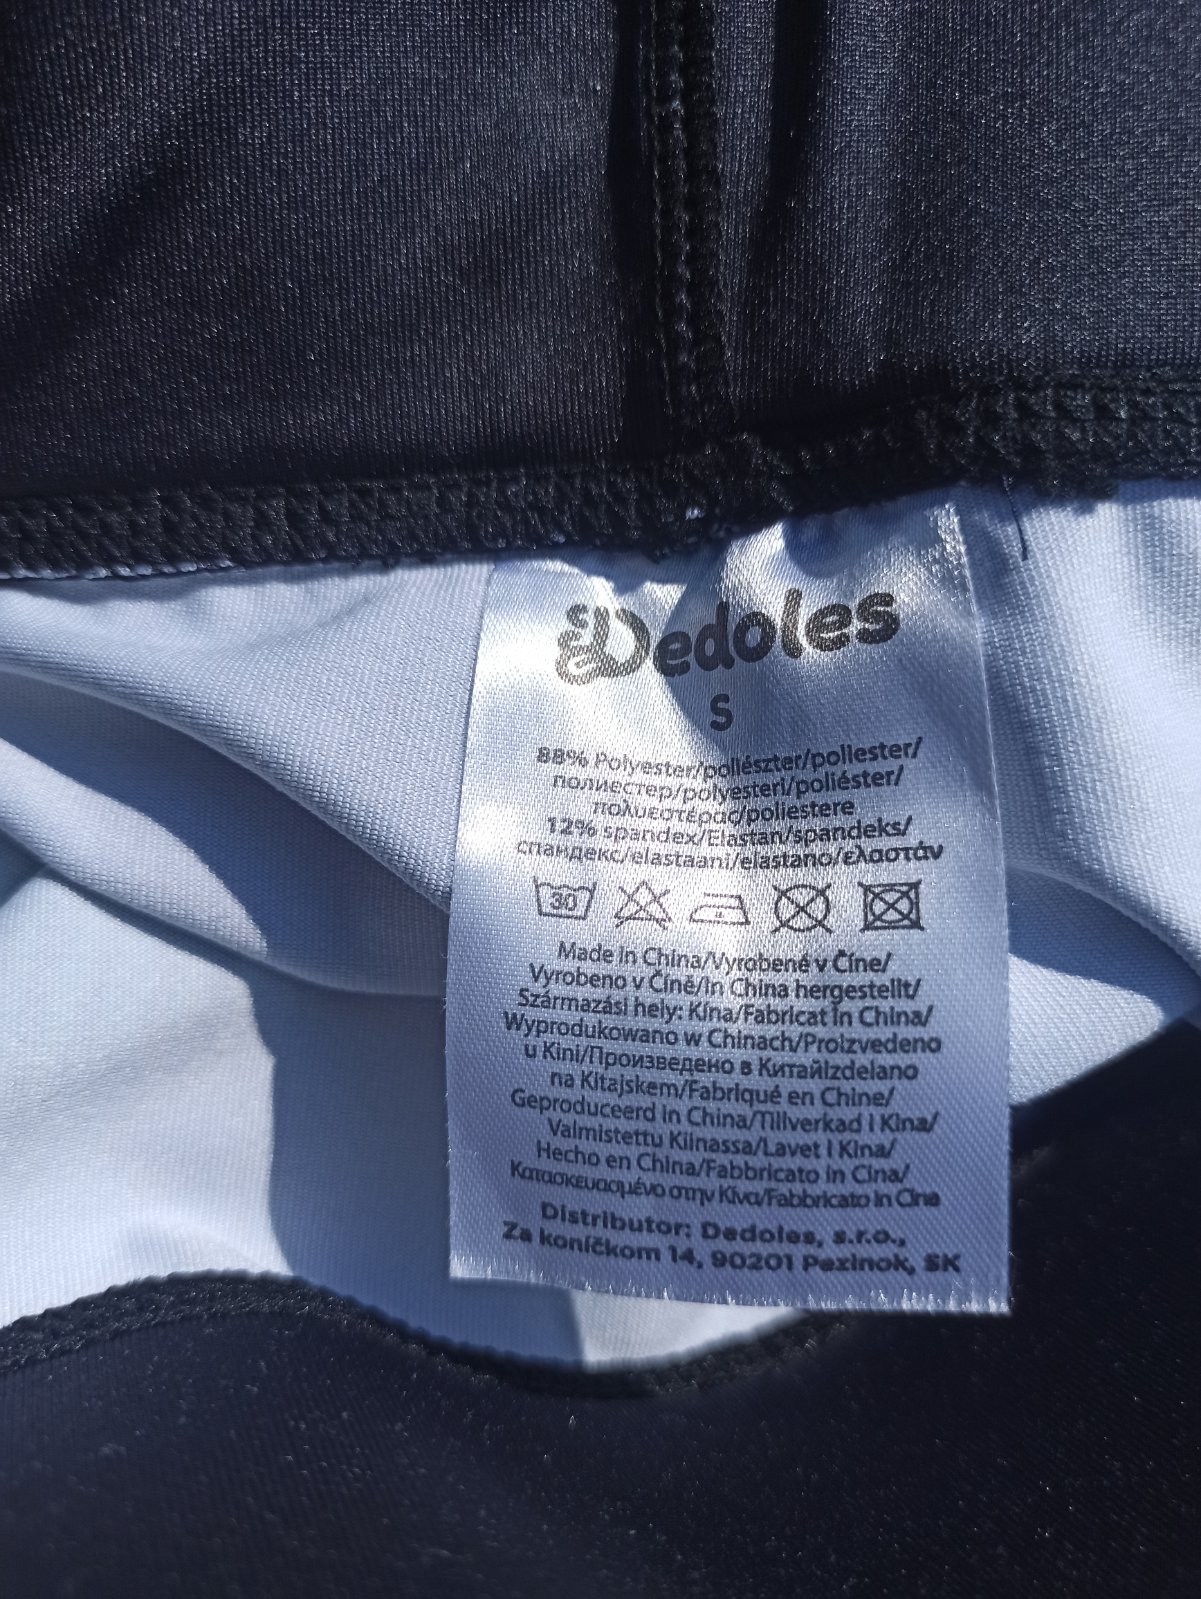 Dedoles
S
88% Polyester/poliészter/poliester/
полиестер/polyesteri/poliéster/
πολυεστέρας/poliestere
12% spandex/Elastan/spandeks/
спандекс/elastaani/elastano/ελαστάν
30
Made in China/Vyrobené v Číne/
Vyrobeno v Číně/In China hergestellt/
Származási hely: Kína/Fabricat în China/
Wyprodukowano w Chinach/Proizvedeno
u Kini/Произведено в КитайIzdelano
na Kitajskem/Fabriqué en Chine/
Geproduceerd in China/Tillverkad i Kina/
Valmistettu Kiinassa/Lavet i Kina/
Hecho en China/Fabbricato in Cina/
Κατασκευασμένο στην Κίνα/Fabbricato in Cina
Distributor: Dedoles, s.r.o.,
Za koníčkom 14, 90201 Pezinok, SK